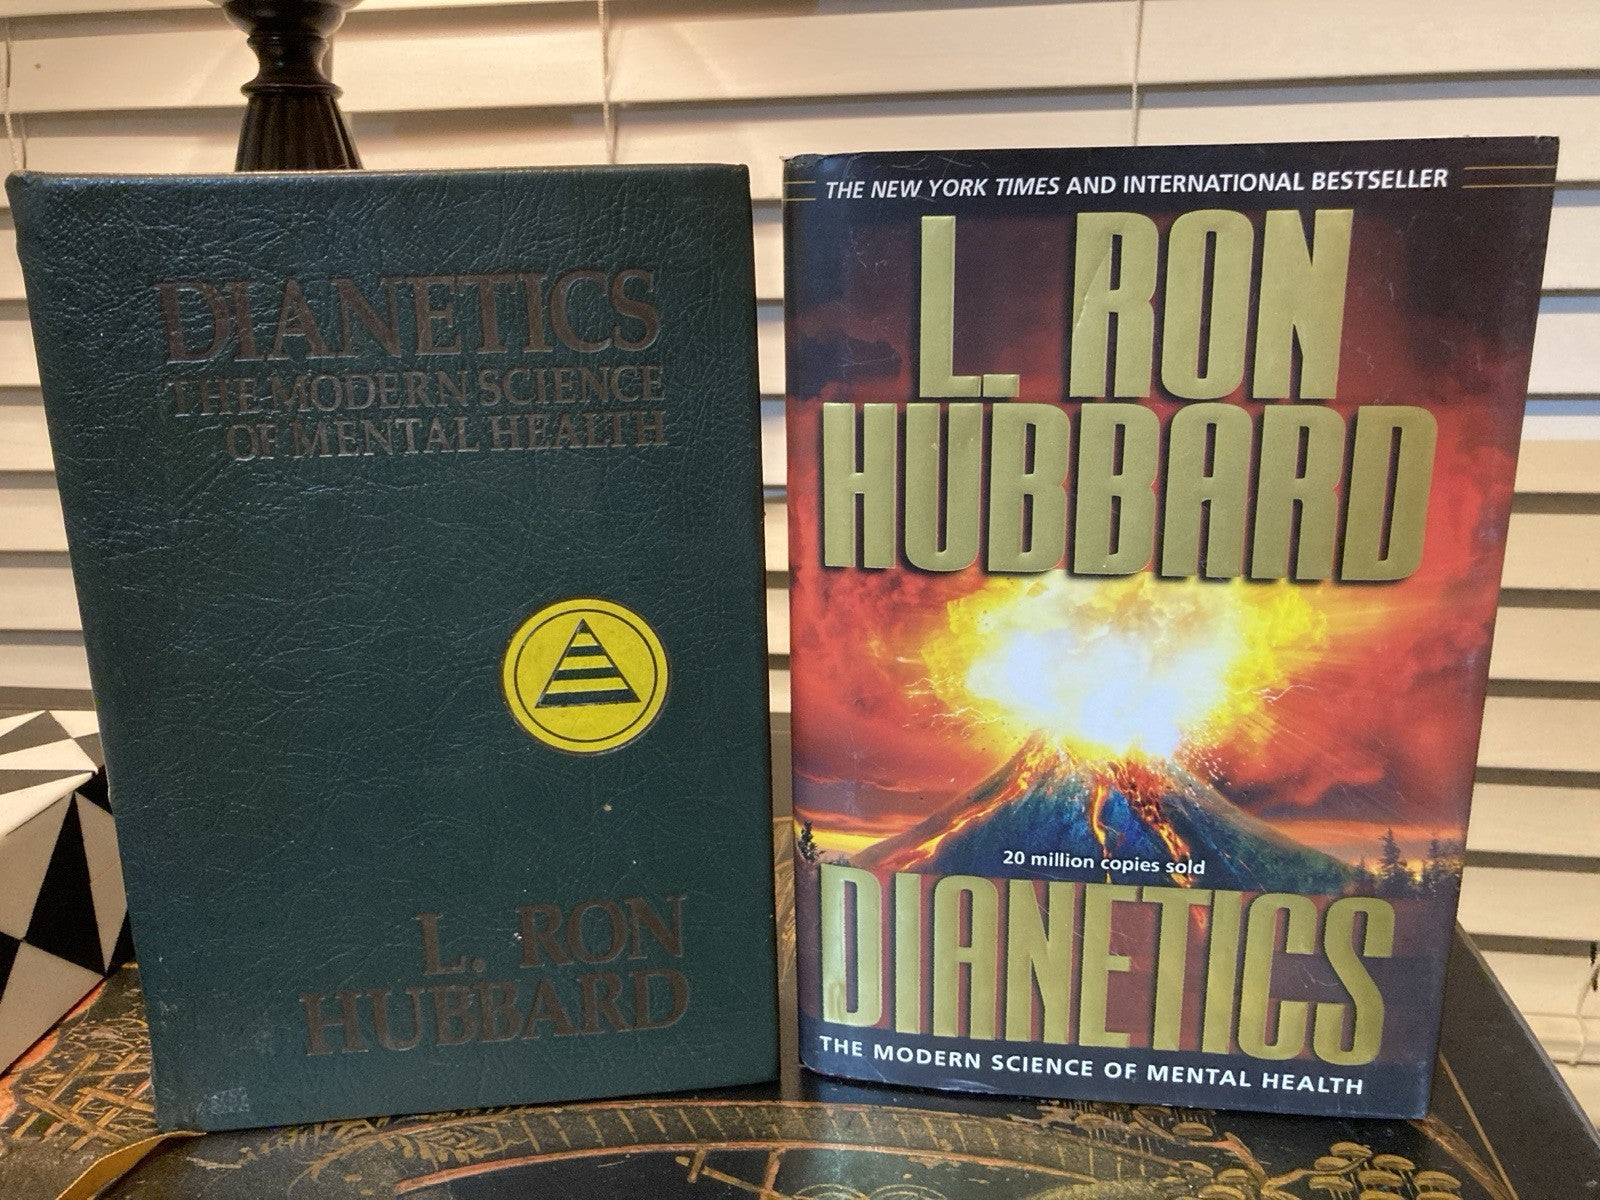 DIANETICS
THE MODERN SCIENCE
OF MENTAL HEALTH
L. RON
HUBBARD
THE NEW YORK TIMES AND INTERNATIONAL BESTSELLER
L. RON
HUBBARD
20 million copies sold
DIANETICS
THE MODERN SCIENCE OF MENTAL HEALTH